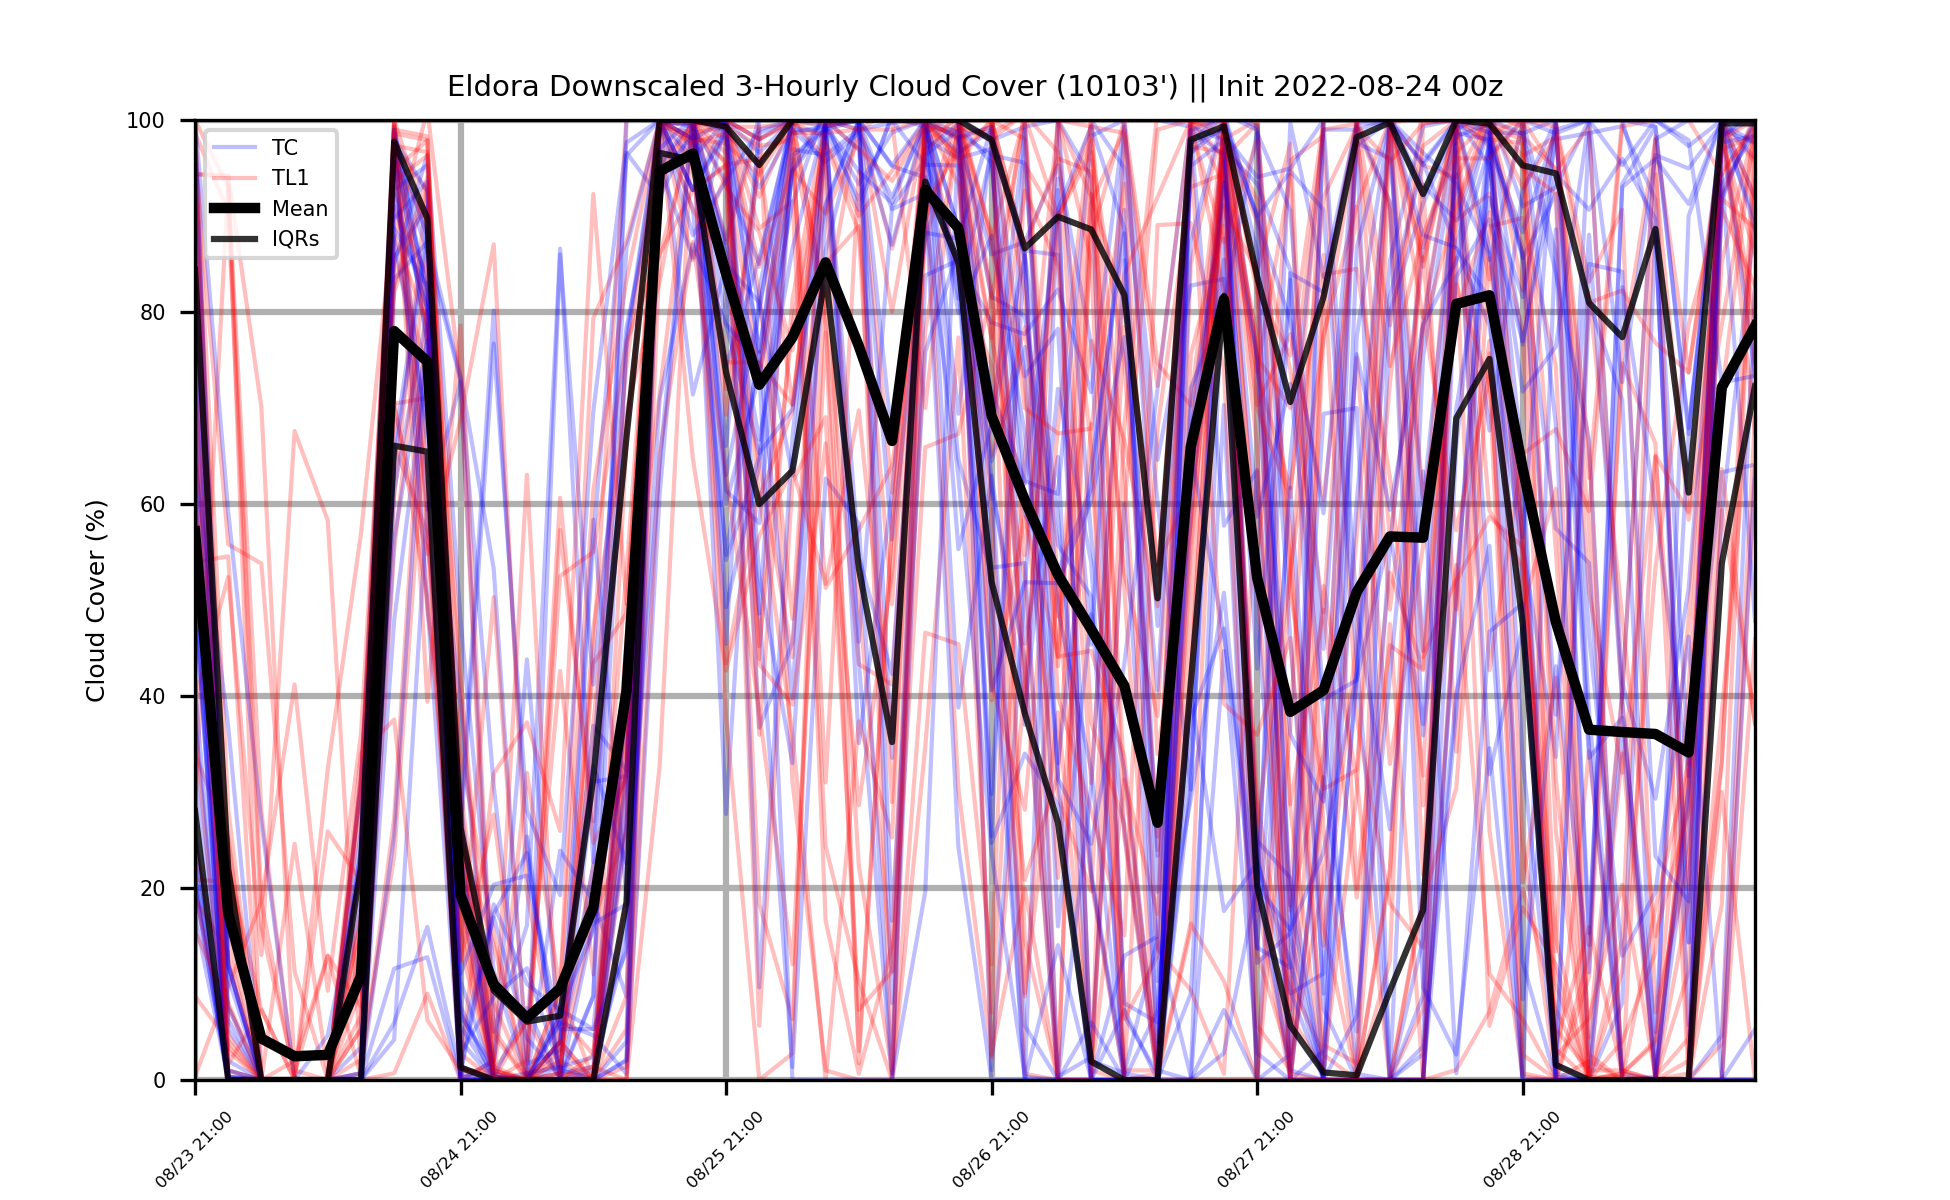 Eldora Downscaled 3-Hourly Cloud Cover (10103') || Init 2022-08-24 00z
TC
TL1
Mean
IQRs
Cloud Cover (%)
100
80
60
40
20
0
08/23 21:00
08/24 21:00
08/25 21:00
08/26 21:00
08/27 21:00
08/28 21:00